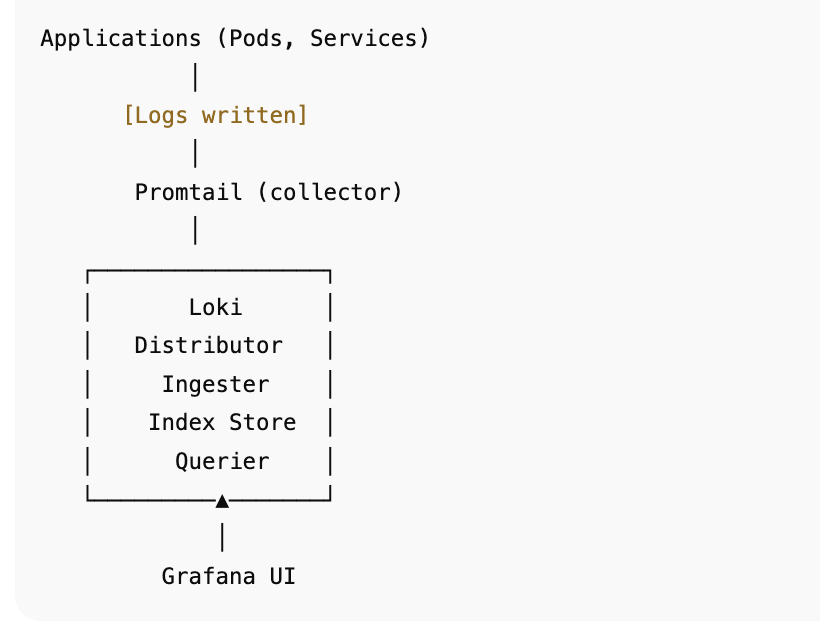 Applications (Pods, Services)
[Logs written]
Promtail (collector)
Loki
Distributor
Ingester
Index Store
Querier
Grafana UI